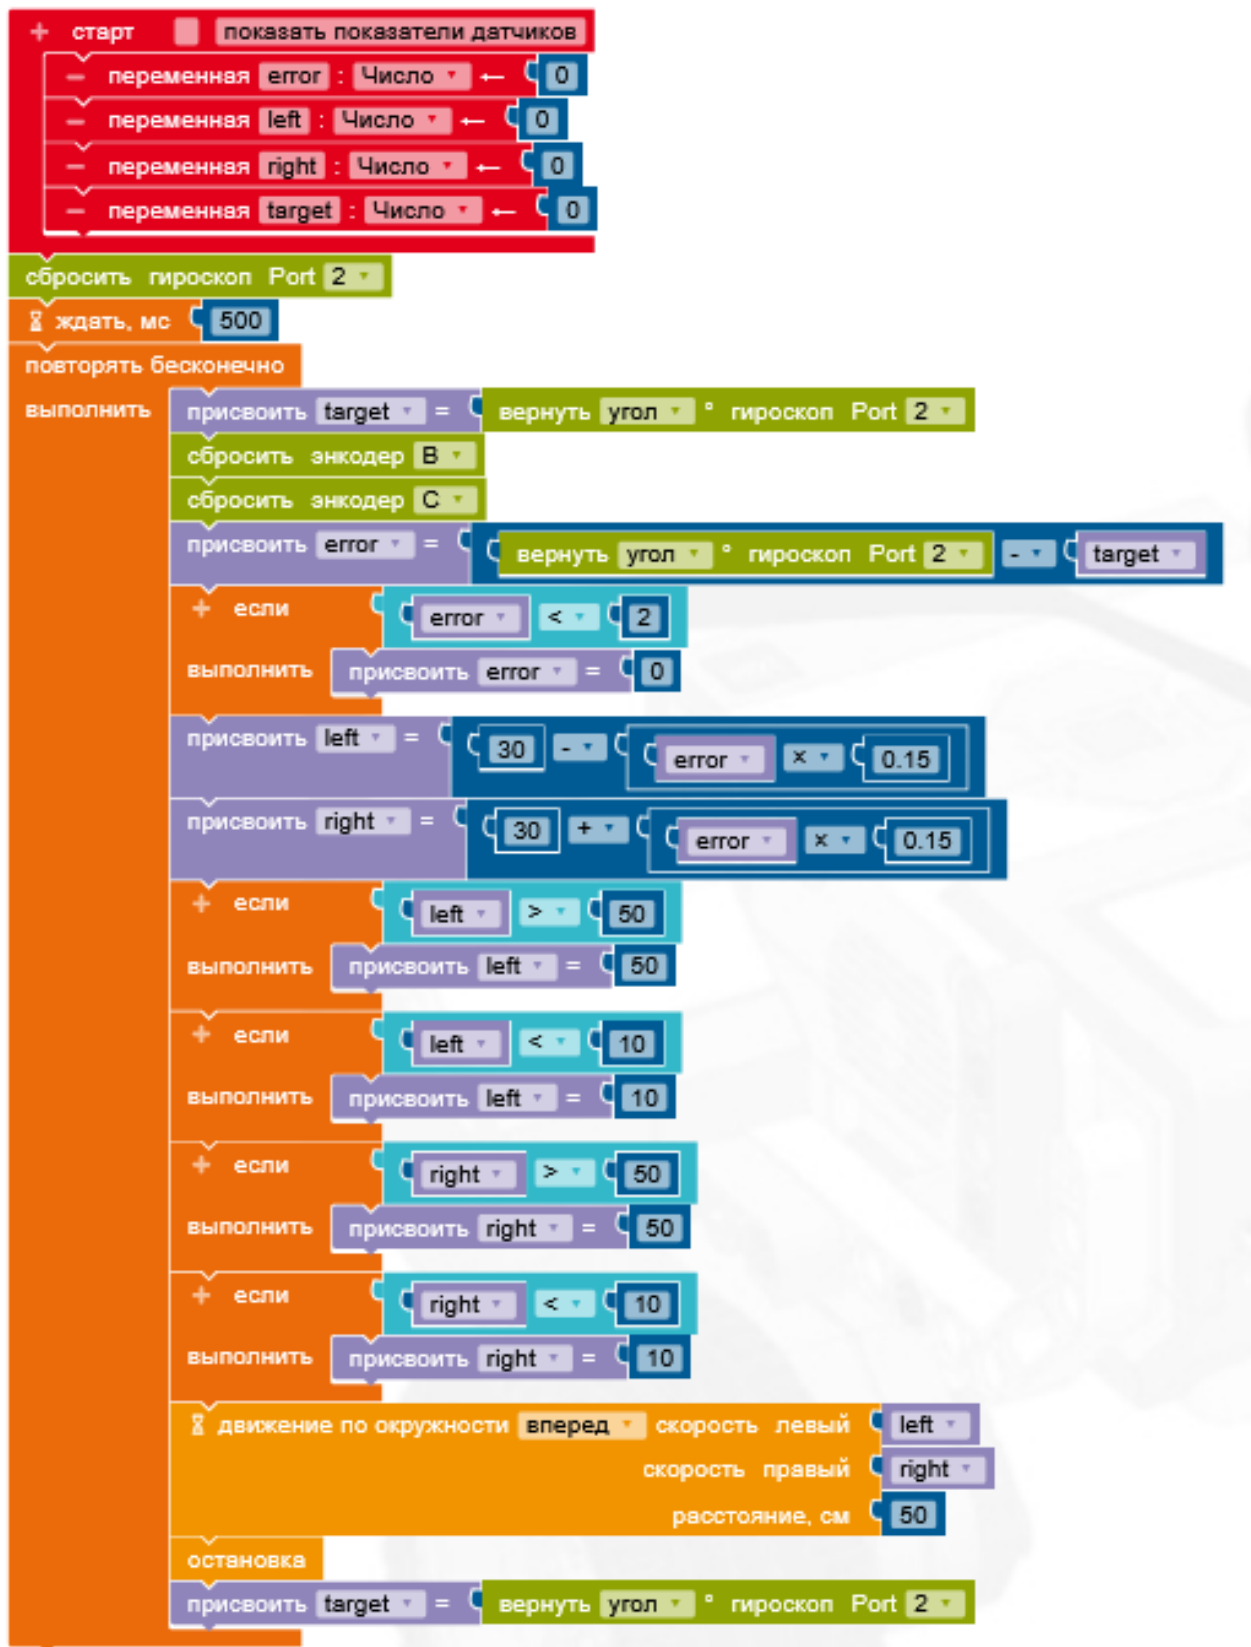 + старт показать показатели датчиков
− переменная error : Число ▾ ← 0
− переменная left : Число ▾ ← 0
− переменная right : Число ▾ ← 0
− переменная target : Число ▾ ← 0
сбросить гироскоп Port 2 ▾
ждать, мс 500
повторять бесконечно
выполнить присвоить target ▾ = вернуть угол ▾ ° гироскоп Port 2 ▾
сбросить энкодер B ▾
сбросить энкодер C ▾
присвоить error ▾ = вернуть угол ▾ ° гироскоп Port 2 ▾ - ▾ target ▾
+ если error ▾ < ▾ 2
выполнить присвоить error ▾ = 0
присвоить left ▾ = 30 - ▾ error ▾ × ▾ 0.15
присвоить right ▾ = 30 + ▾ error ▾ × ▾ 0.15
+ если left ▾ > ▾ 50
выполнить присвоить left ▾ = 50
+ если left ▾ < ▾ 10
выполнить присвоить left ▾ = 10
+ если right ▾ > ▾ 50
выполнить присвоить right ▾ = 50
+ если right ▾ < ▾ 10
выполнить присвоить right ▾ = 10
движение по окружности вперед ▾ скорость левый left ▾
скорость правый right ▾
расстояние, см 50
остановка
присвоить target ▾ = вернуть угол ▾ ° гироскоп Port 2 ▾